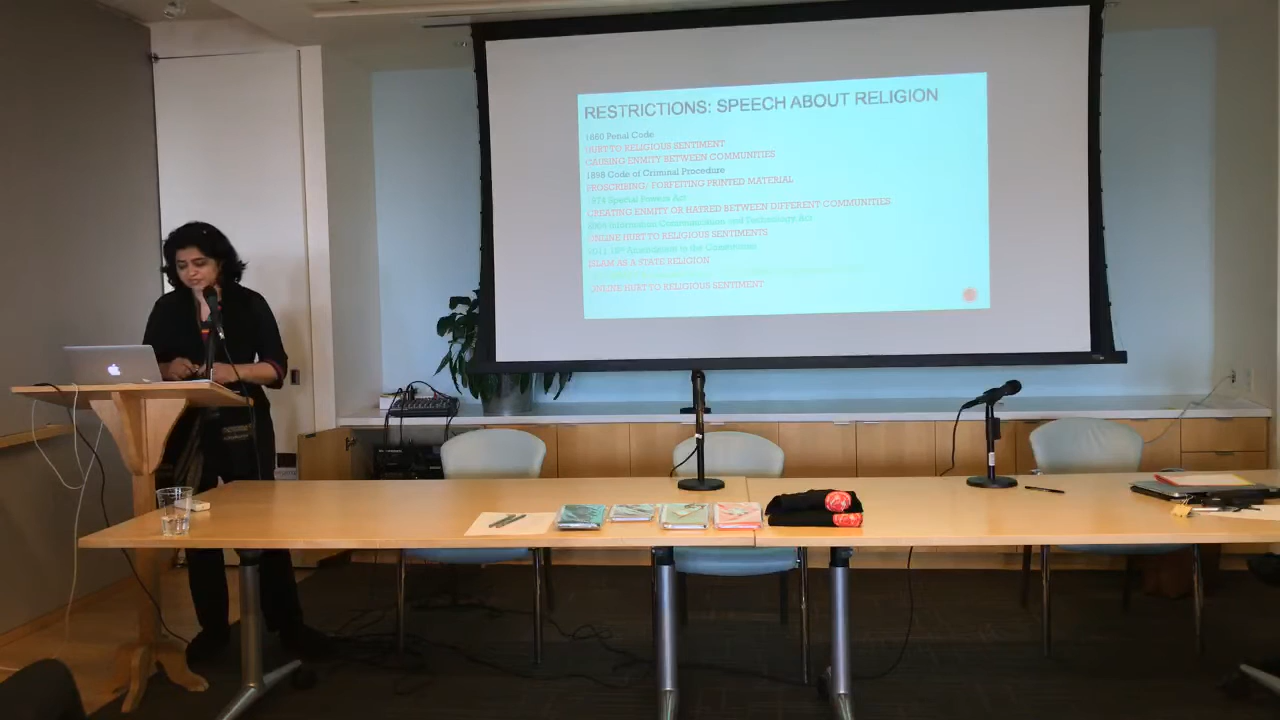 RESTRICTIONS: SPEECH ABOUT RELIGION
1860 Penal Code
HURT TO RELIGIOUS SENTIMENT
CAUSING ENMITY BETWEEN COMMUNITIES
1898 Code of Criminal Procedure
PROSCRIBING/ FORFEITING PRINTED MATERIAL
1974 Special Powers Act
CREATING ENMITY OR HATRED BETWEEN DIFFERENT COMMUNITIES
Information Communication and Technology Act
ONLINE HURT TO RELIGIOUS SENTIMENTS
2011 15th Amendment to the Constitution
ISLAM AS A STATE RELIGION
ONLINE HURT TO RELIGIOUS SENTIMENT